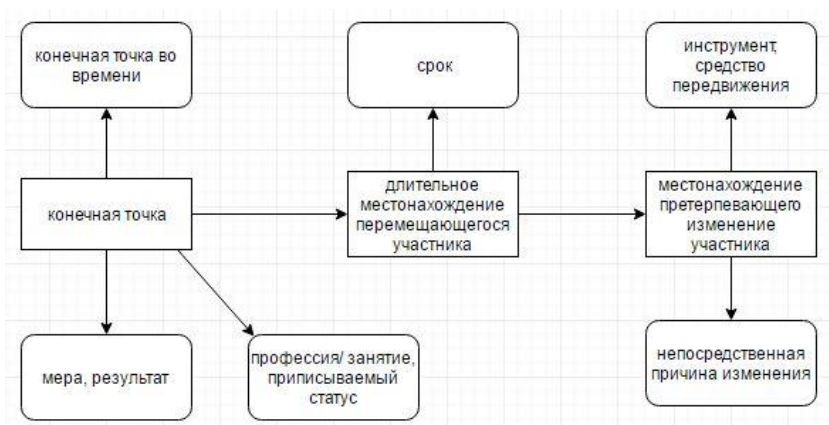 конечная точка во
времени
срок
инструмент,
средство
передвижения
конечная точка
длительное
местонахождение
перемещающегося
участника
местонахождение
претерпевающего
изменение
участника
мера, результат
профессия/ занятие,
приписываемый
статус
непосредственная
причина изменения